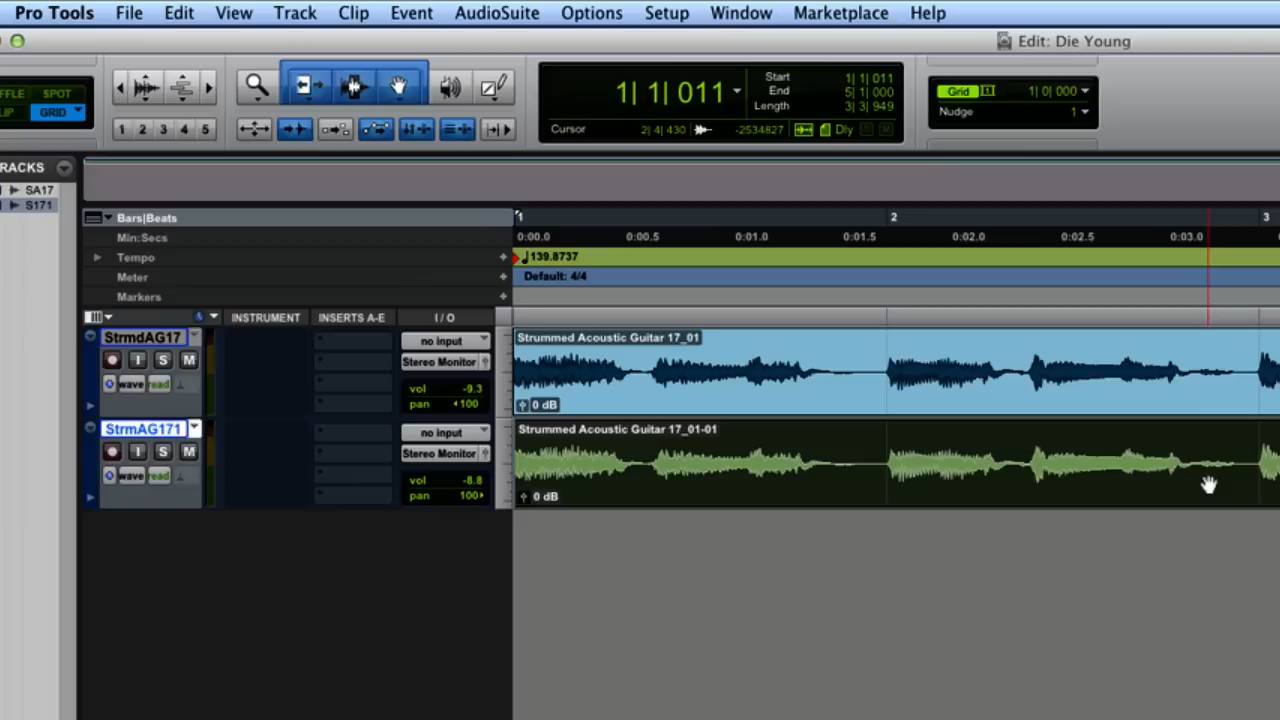 Pro Tools File Edit View Track Clip Event AudioSuite Options Setup Window Marketplace Help
Edit: Die Young
FFLE SPOT
LIP GRID
1 2 3 4 5
1| 1| 011
Start 1| 1| 011
End 5| 1| 000
Length 3| 3| 949
Cursor 2| 4| 430 -2534827 Dly
Grid 1| 0| 000
Nudge 1
RACKS
SA17
S171
Bars|Beats 1 2 3
Min:Secs 0:00.0 0:00.5 0:01.0 0:01.5 0:02.0 0:02.5 0:03.0
Tempo 139.8737
Meter Default: 4/4
Markers
INSTRUMENT INSERTS A-E I / O
StrmdAG17 no input Strummed Acoustic Guitar 17_01
I S M Stereo Monitor
wave read vol -9.3
pan 100 0 dB
StrmAG171 no input Strummed Acoustic Guitar 17_01-01
I S M Stereo Monitor
wave read vol -8.8
pan 100 0 dB